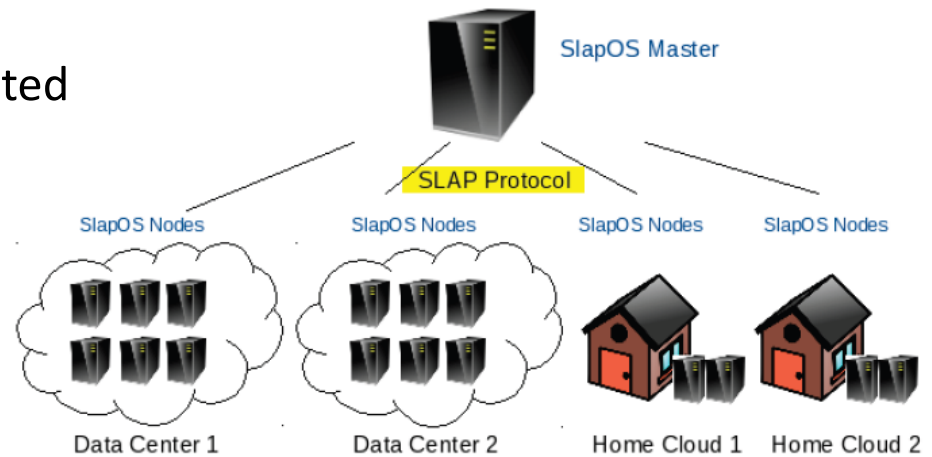 SlapOS Master
ted
SLAP Protocol
SlapOS Nodes SlapOS Nodes SlapOS Nodes SlapOS Nodes
Data Center 1 Data Center 2 Home Cloud 1 Home Cloud 2